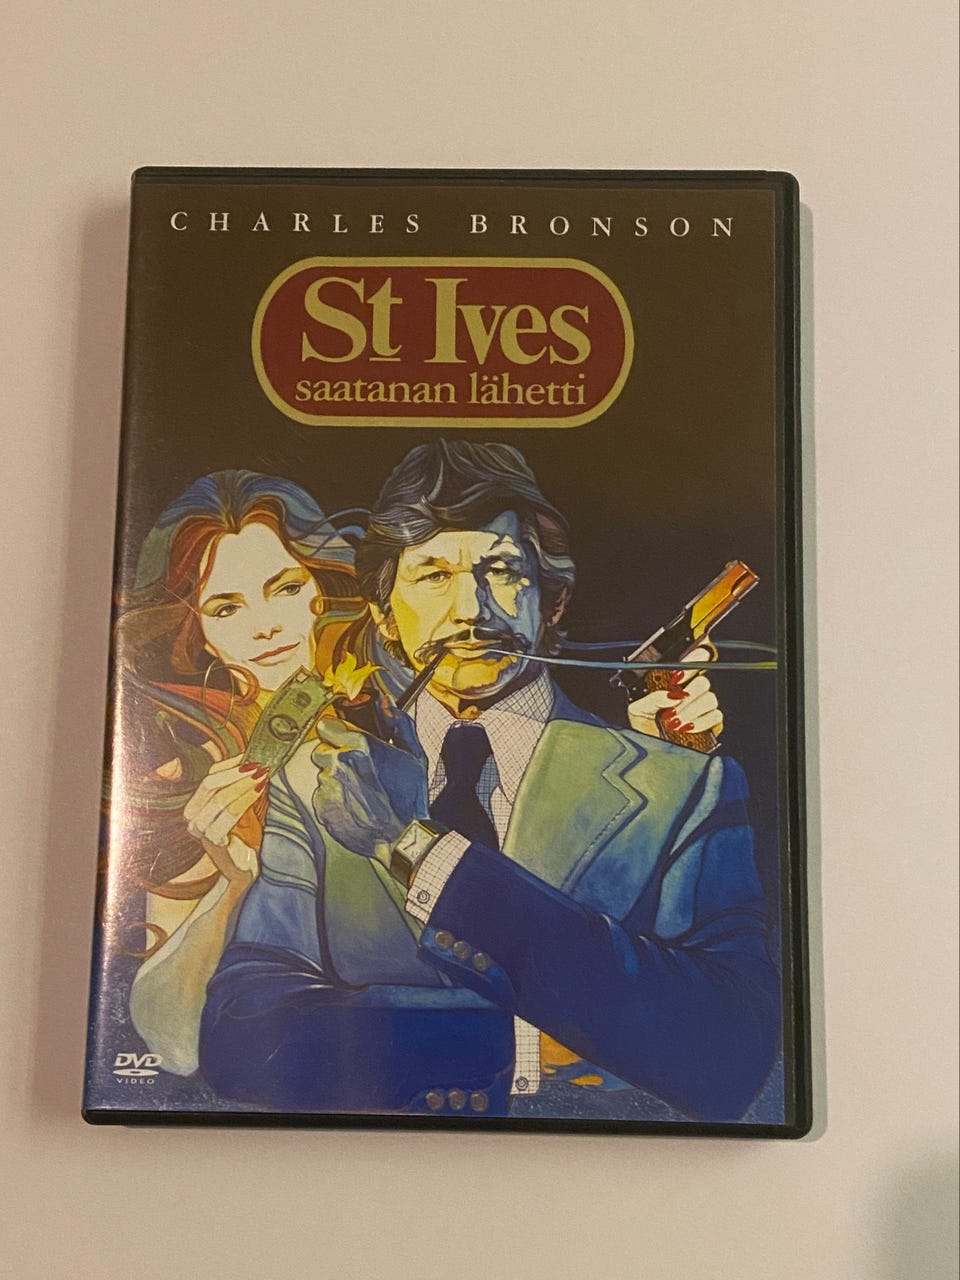 CHARLES BRONSON
St Ives
saatanan lähetti
DVD
VIDEO